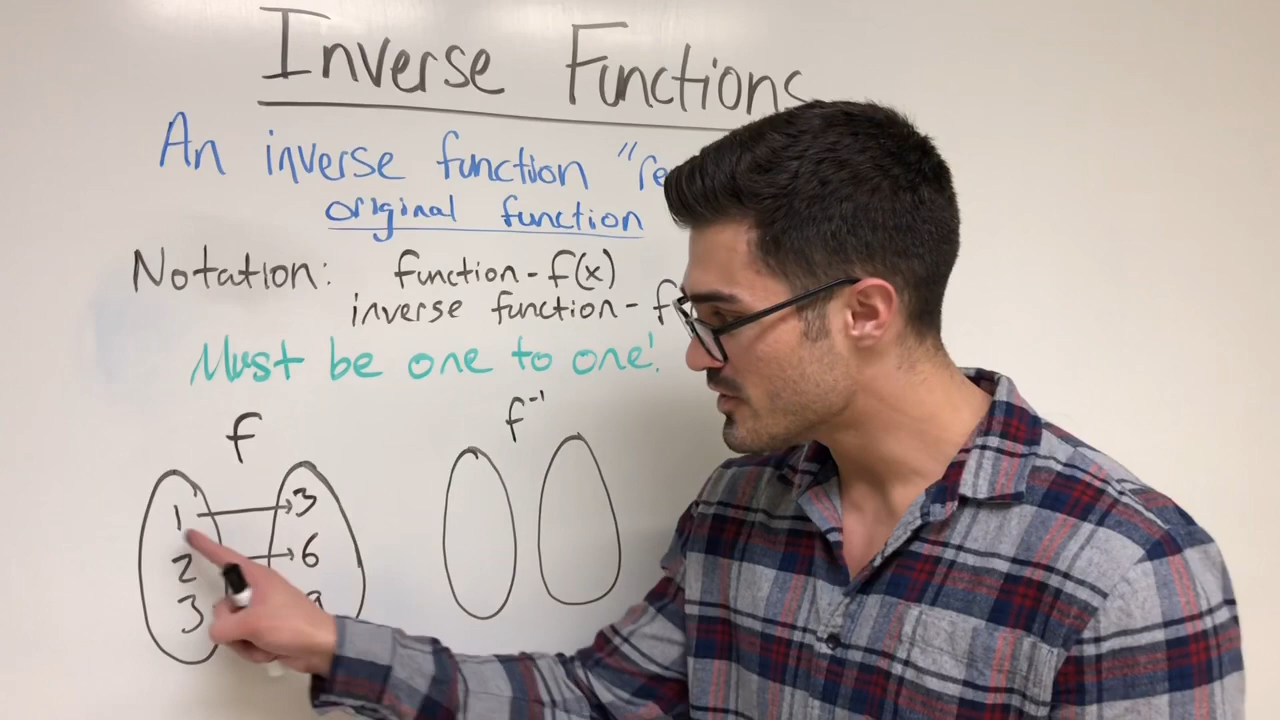 Inverse Functions
An inverse function "re
original function
Notation: function - f(x)
inverse function - f
Must be one to one!
f f⁻¹
1 3
2 6
3